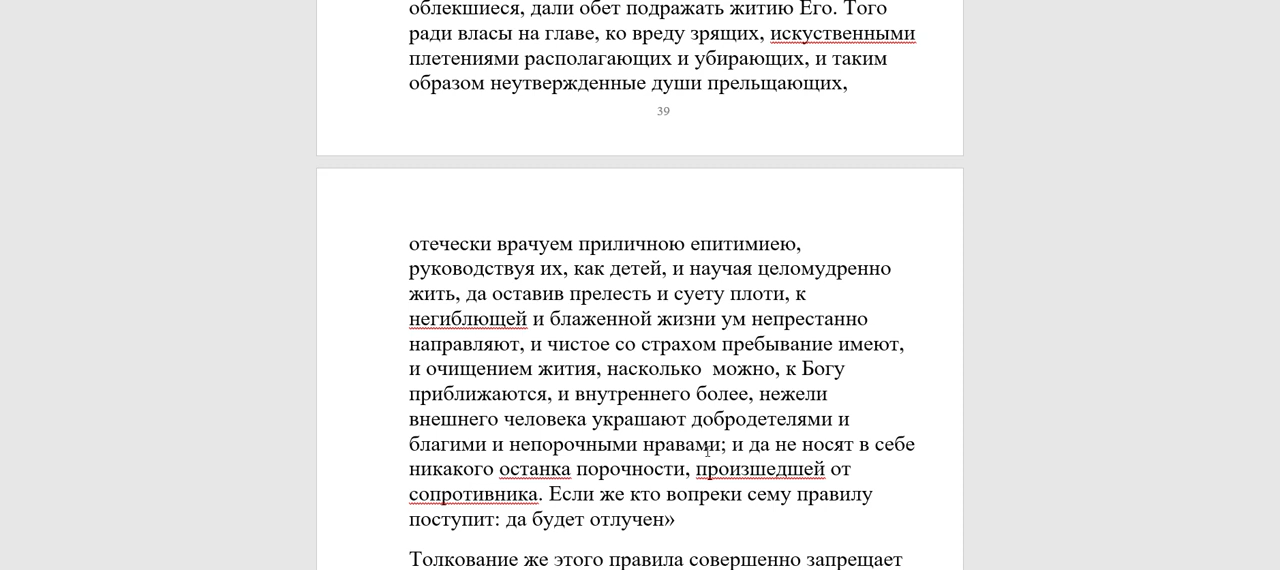 облекшиеся, дали обет подражать житию Его. Того
ради власы на главе, ко вреду зрящих, искуственными
плетениями располагающих и убирающих, и таким
образом неутвержденные души прельщающих,
39
отечески врачуем приличною епитимиею,
руководствуя их, как детей, и научая целомудренно
жить, да оставив прелесть и суету плоти, к
негиблющей и блаженной жизни ум непрестанно
направляют, и чистое со страхом пребывание имеют,
и очищением жития, насколько  можно, к Богу
приближаются, и внутреннего более, нежели
внешнего человека украшают добродетелями и
благими и непорочными нравами; и да не носят в себе
никакого останка порочности, произшедшей от
сопротивника. Если же кто вопреки сему правилу
поступит: да будет отлучен»
Толкование же этого правила совершенно запрещает